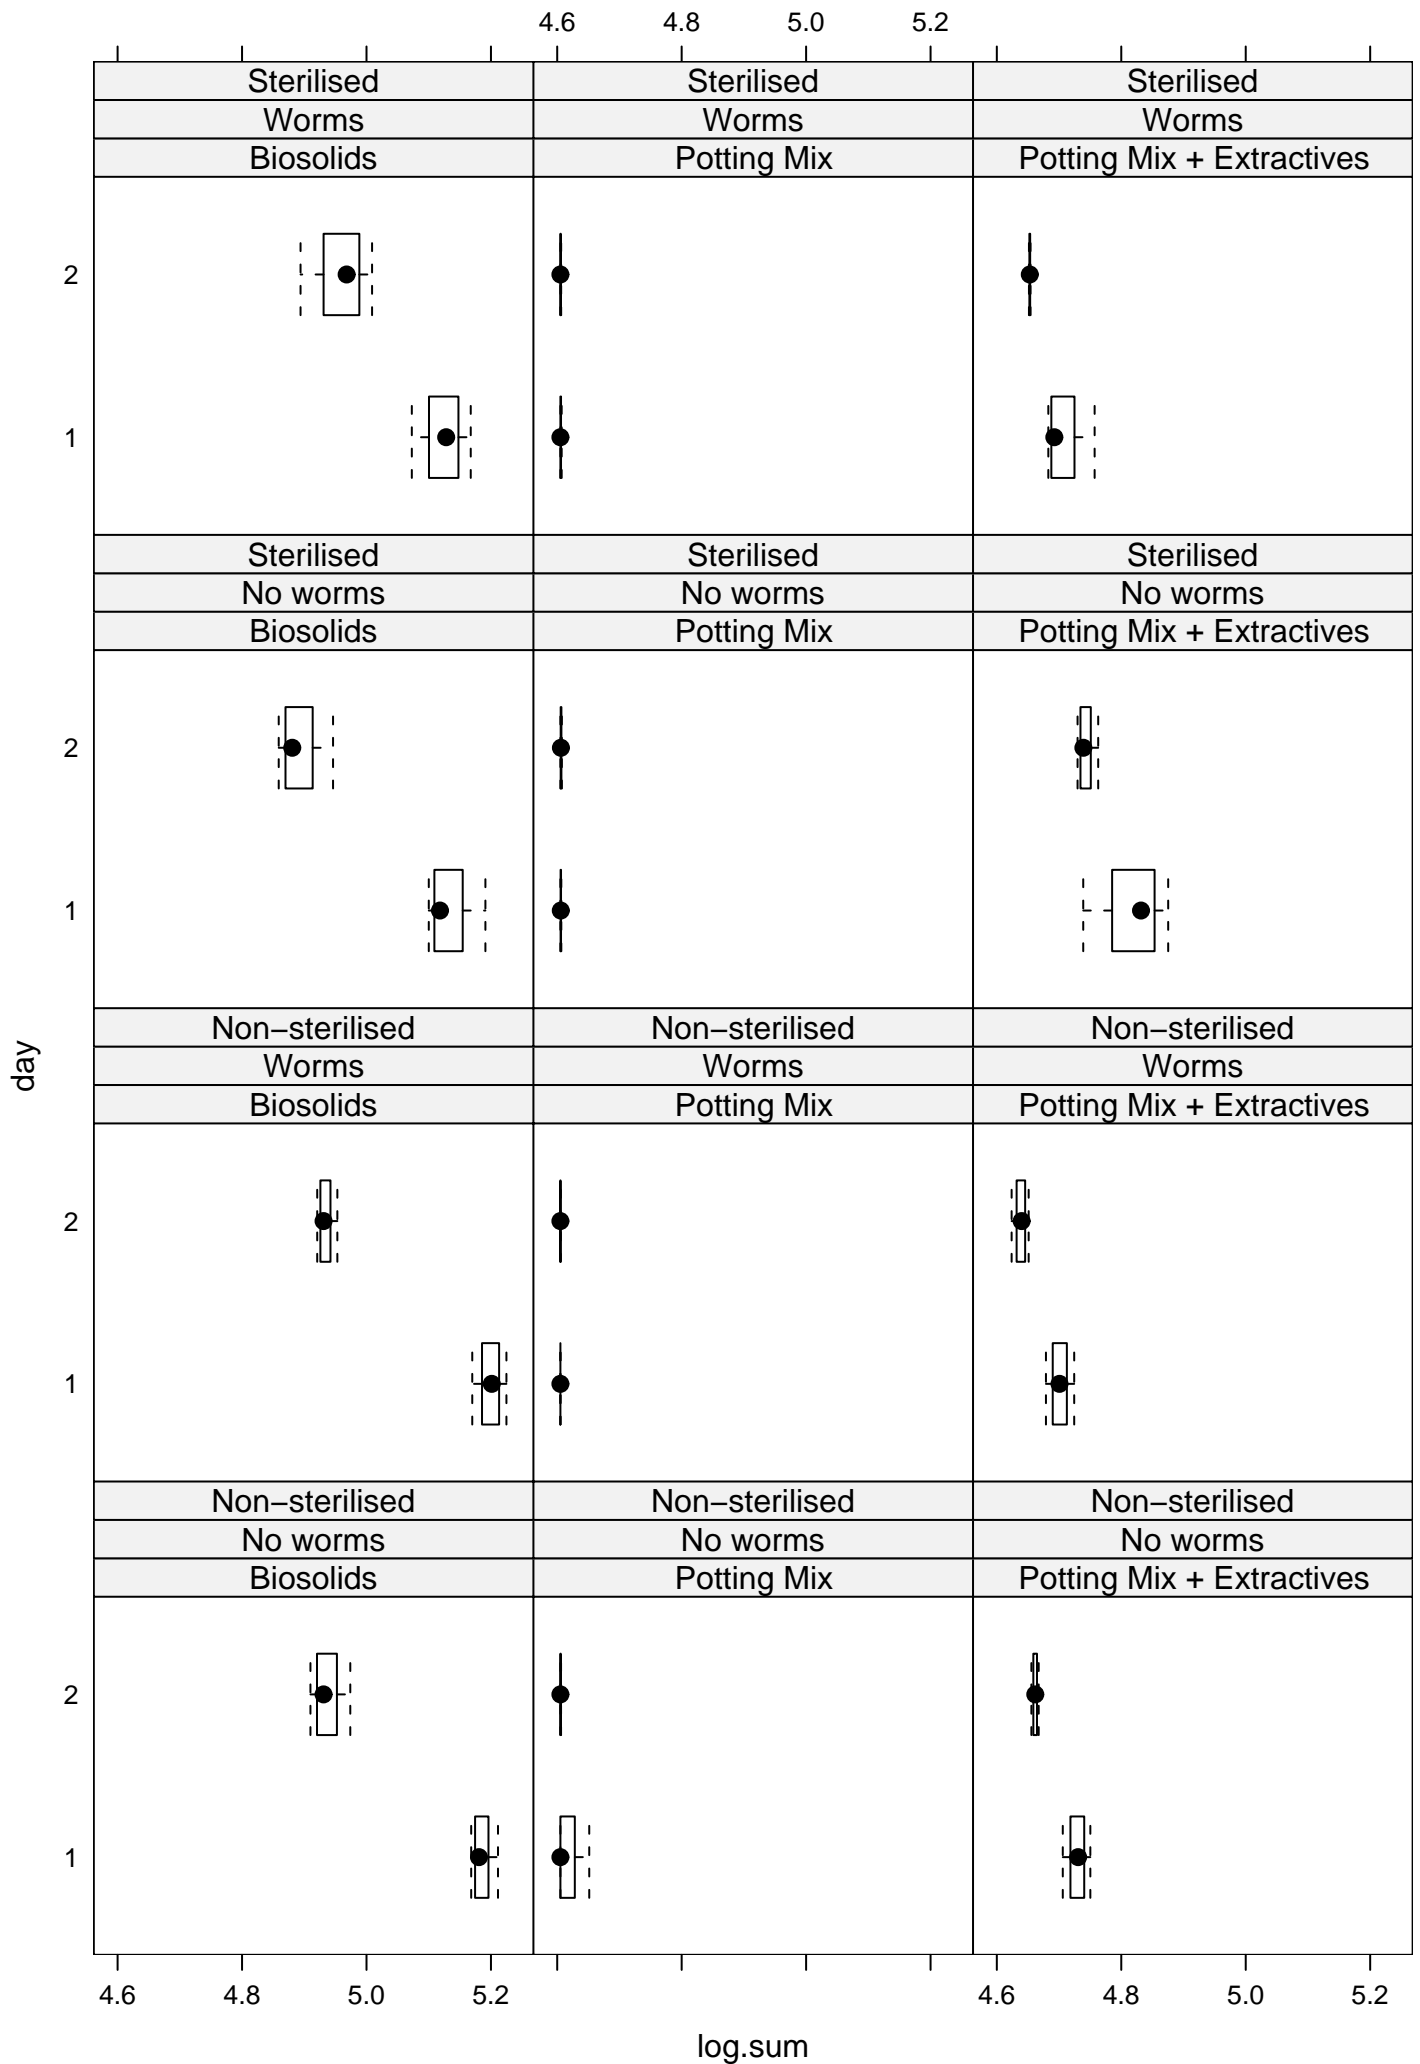 4.6 4.8 5.0 5.2
Sterilised Sterilised Sterilised
Worms Worms Worms
Biosolids Potting Mix Potting Mix + Extractives
2
1
Sterilised Sterilised Sterilised
No worms No worms No worms
Biosolids Potting Mix Potting Mix + Extractives
2
1
day
Non−sterilised Non−sterilised Non−sterilised
Worms Worms Worms
Biosolids Potting Mix Potting Mix + Extractives
2
1
Non−sterilised Non−sterilised Non−sterilised
No worms No worms No worms
Biosolids Potting Mix Potting Mix + Extractives
2
1
4.6 4.8 5.0 5.2 4.6 4.8 5.0 5.2
log.sum